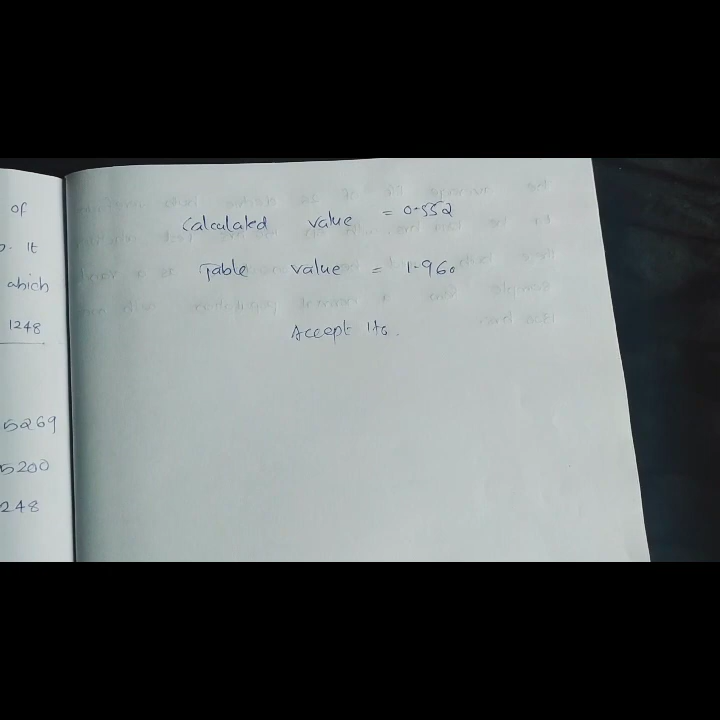 of
It
which
1248
5269
5200
248
Calculated value = 0.552
Table value = 1.960
Accept H0.